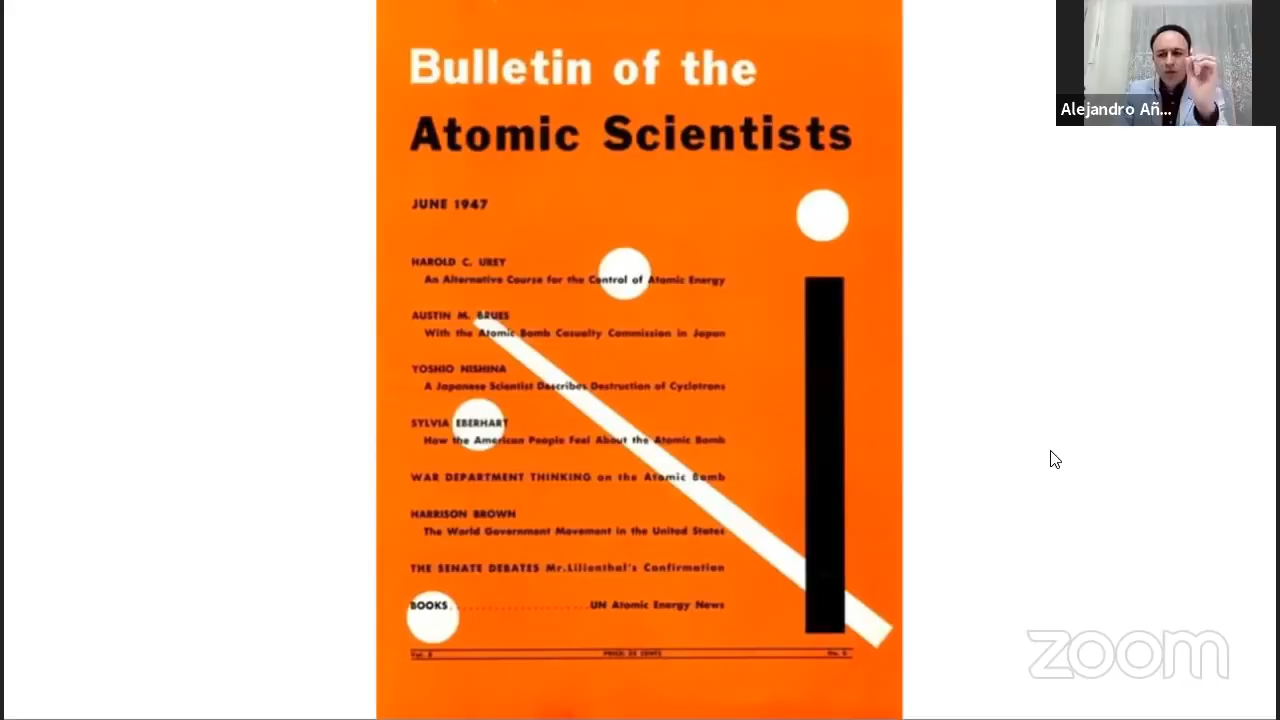 Bulletin of the
Atomic Scientists
JUNE 1947
HAROLD C. UREY
An Alternative Course for the Control of Atomic Energy
AUSTIN M. BRUES
With the Atomic Bomb Casualty Commission in Japan
YOSHIO NISHINA
A Japanese Scientist Describes Destruction of Cyclotrons
SYLVIA EBERHART
How the American People Feel About the Atomic Bomb
WAR DEPARTMENT THINKING on the Atomic Bomb
HARRISON BROWN
The World Government Movement in the United States
THE SENATE DEBATES Mr.Lilienthal's Confirmation
BOOKS ..................... UN Atomic Energy News
PRICE: 25 CENTS
Alejandro Añ...
zoom